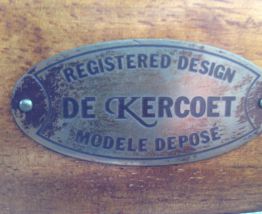 REGISTERED DESIGN
DE KERCOET
MODELE DEPOSÉ